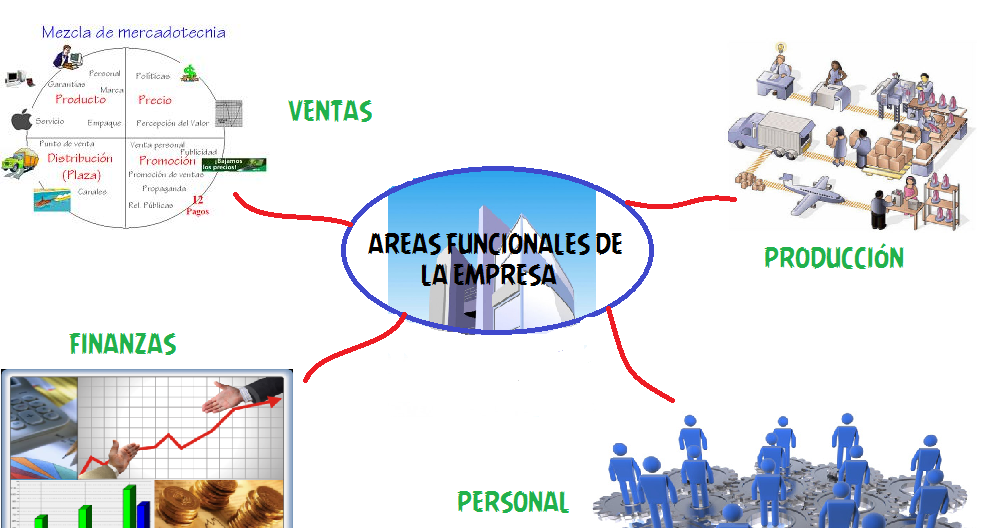 Mezcla de mercadotecnia
Personal
Garantías
Marca
Producto
Servicio
Empaque
Políticas
Precio
Percepción del Valor
Punto de venta
Distribución
(Plaza)
Canales
Venta personal
Publicidad
Promoción
¡Bajamos
los precios!
Promoción de ventas
Propaganda
Rel. Públicas
12
Pagos
VENTAS
AREAS FUNCIONALES DE
LA EMPRESA
PRODUCCIÓN
FINANZAS
PERSONAL